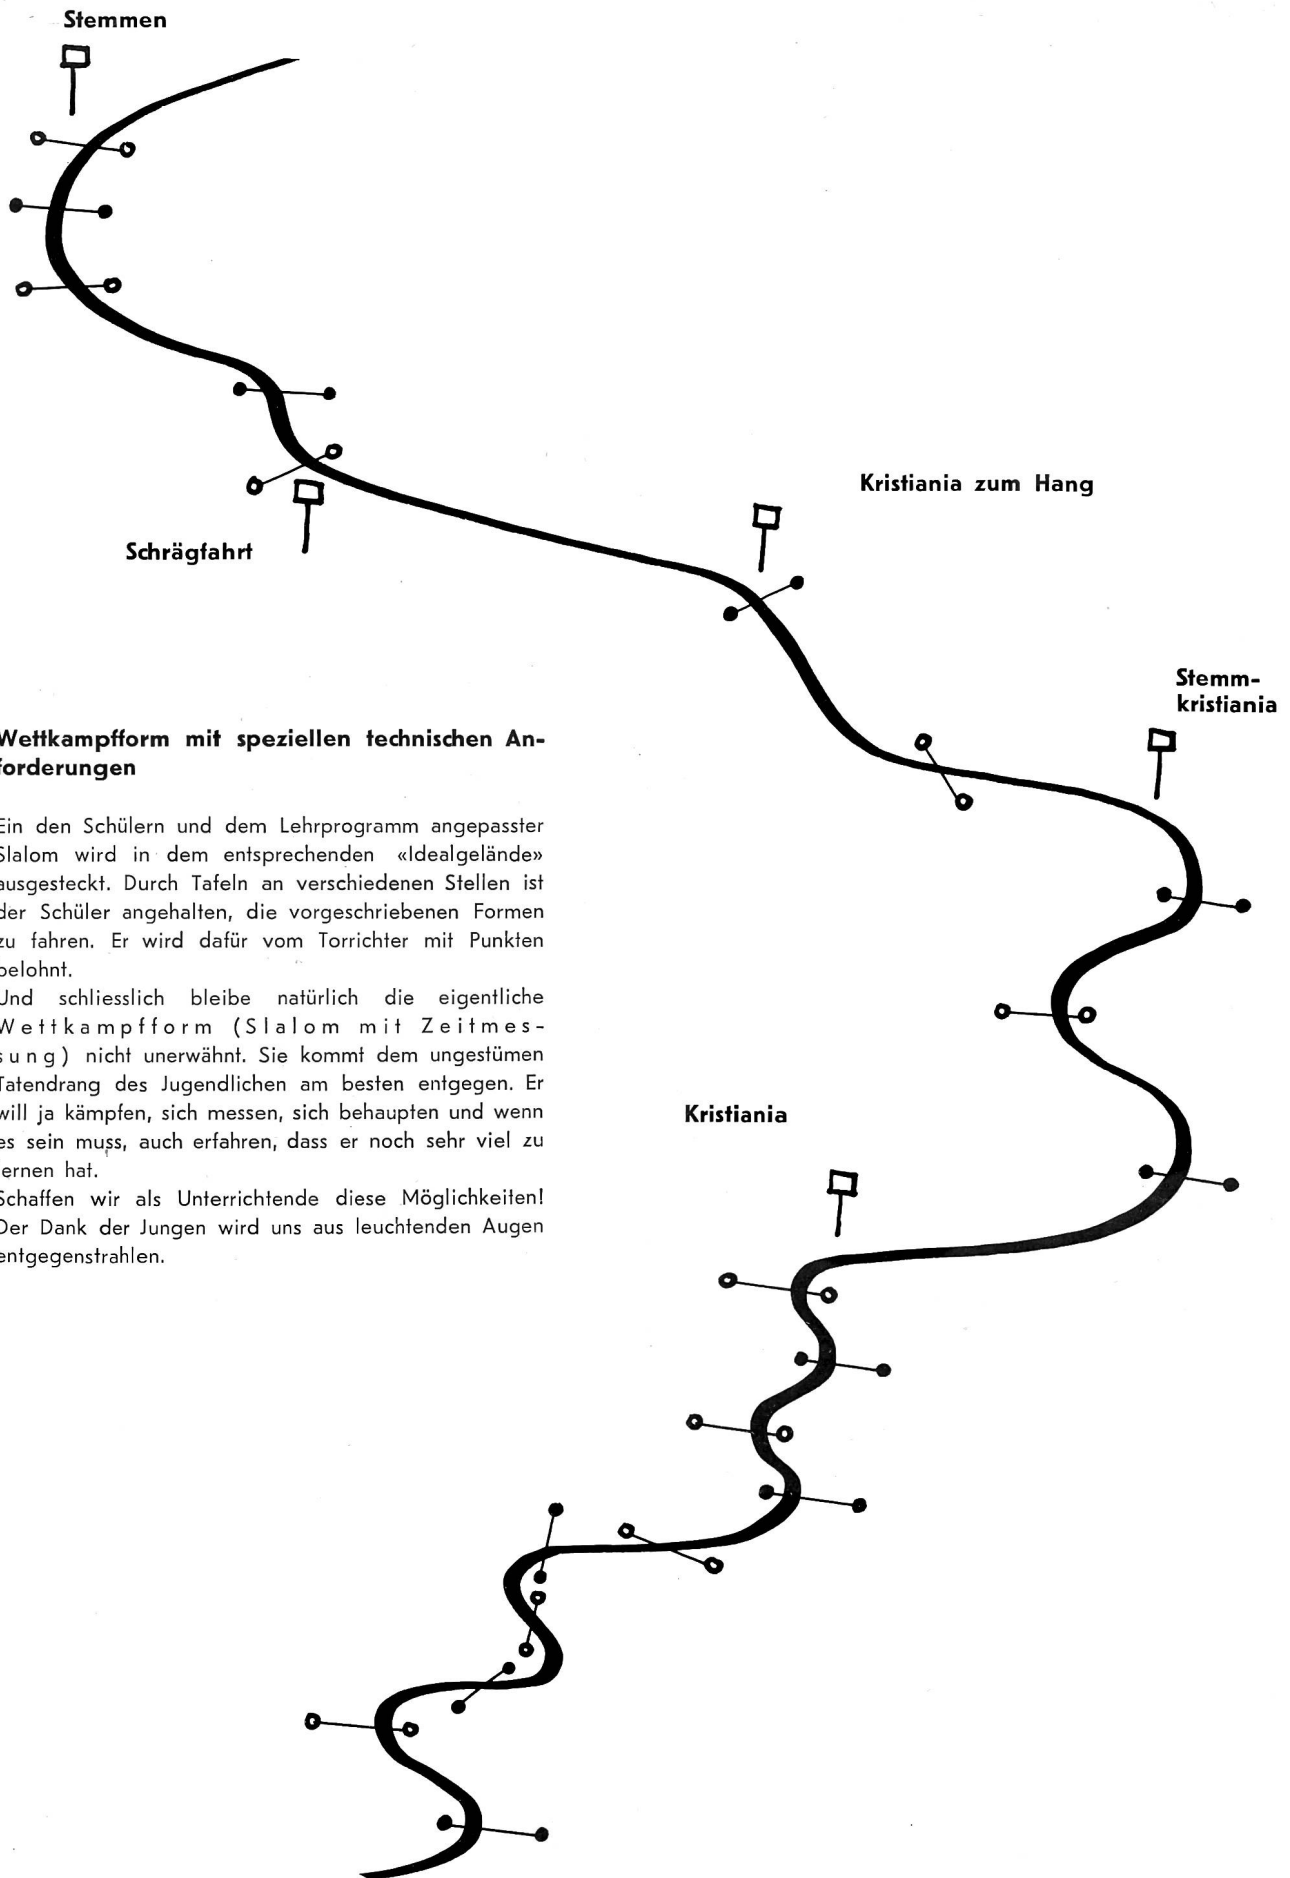 Stemmen
Kristiania zum Hang
Schrägfahrt
Stemm-
kristiania
Wettkampfform mit speziellen technischen An-
forderungen
Ein den Schülern und dem Lehrprogramm angepasster
Slalom wird in dem entsprechenden «Idealgelände»
ausgesteckt. Durch Tafeln an verschiedenen Stellen ist
der Schüler angehalten, die vorgeschriebenen Formen
zu fahren. Er wird dafür vom Torrichter mit Punkten
belohnt.
Und schliesslich bleibe natürlich die eigentliche
Wettkampfform (Slalom mit Zeitmes-
sung) nicht unerwähnt. Sie kommt dem ungestümen
Tatendrang des Jugendlichen am besten entgegen. Er
will ja kämpfen, sich messen, sich behaupten und wenn
es sein muss, auch erfahren, dass er noch sehr viel zu
lernen hat.
Schaffen wir als Unterrichtende diese Möglichkeiten!
Der Dank der Jungen wird uns aus leuchtenden Augen
entgegenstrahlen.
Kristiania